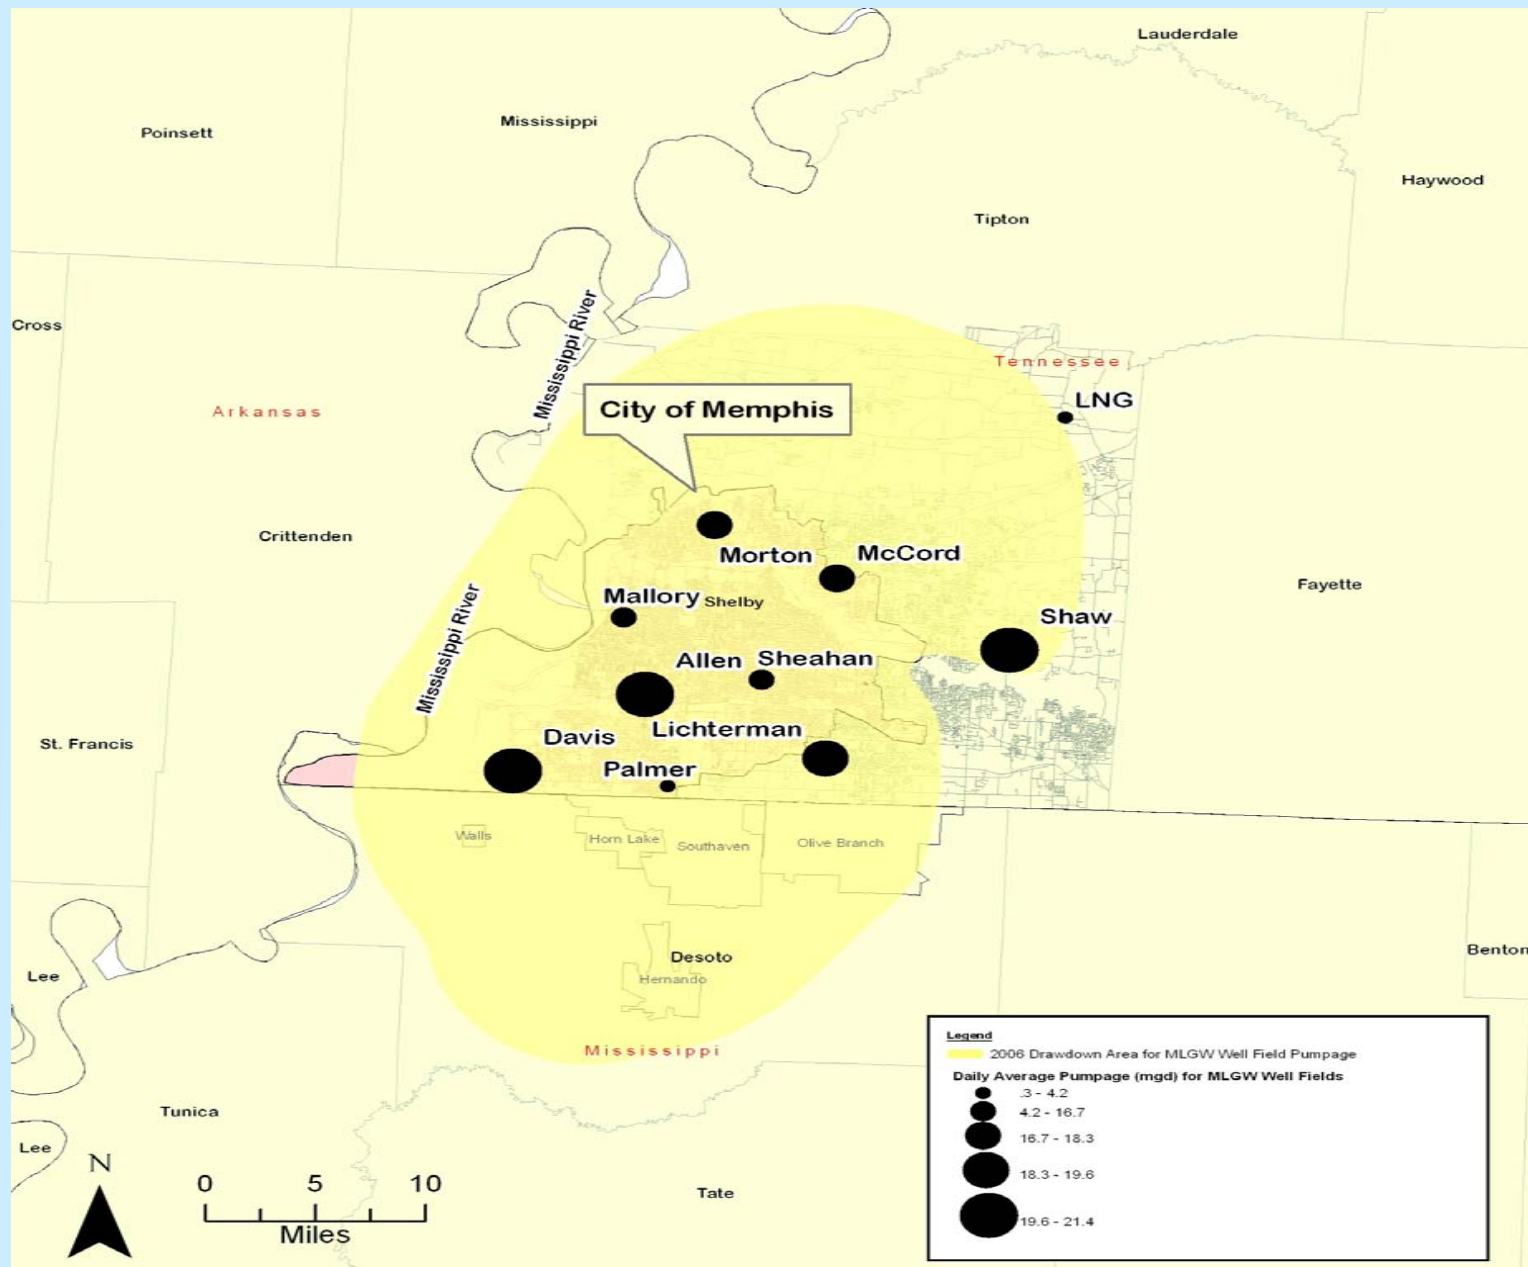 Lauderdale
Mississippi
Poinsett
Haywood
Tipton
Cross
Mississippi River
Tennessee
LNG
Arkansas
City of Memphis
Crittenden
Morton
McCord
Fayette
Mallory
Shelby
Shaw
Mississippi River
Allen
Sheahan
St. Francis
Davis
Lichterman
Palmer
Walls
Horn Lake
Southaven
Olive Branch
Desoto
Hernando
Benton
Lee
Mississippi
Tunica
Lee
Tate
N
0 5 10
Miles
Legend
2006 Drawdown Area for MLGW Well Field Pumpage
Daily Average Pumpage (mgd) for MLGW Well Fields
.3 - 4.2
4.2 - 16.7
16.7 - 18.3
18.3 - 19.6
19.6 - 21.4